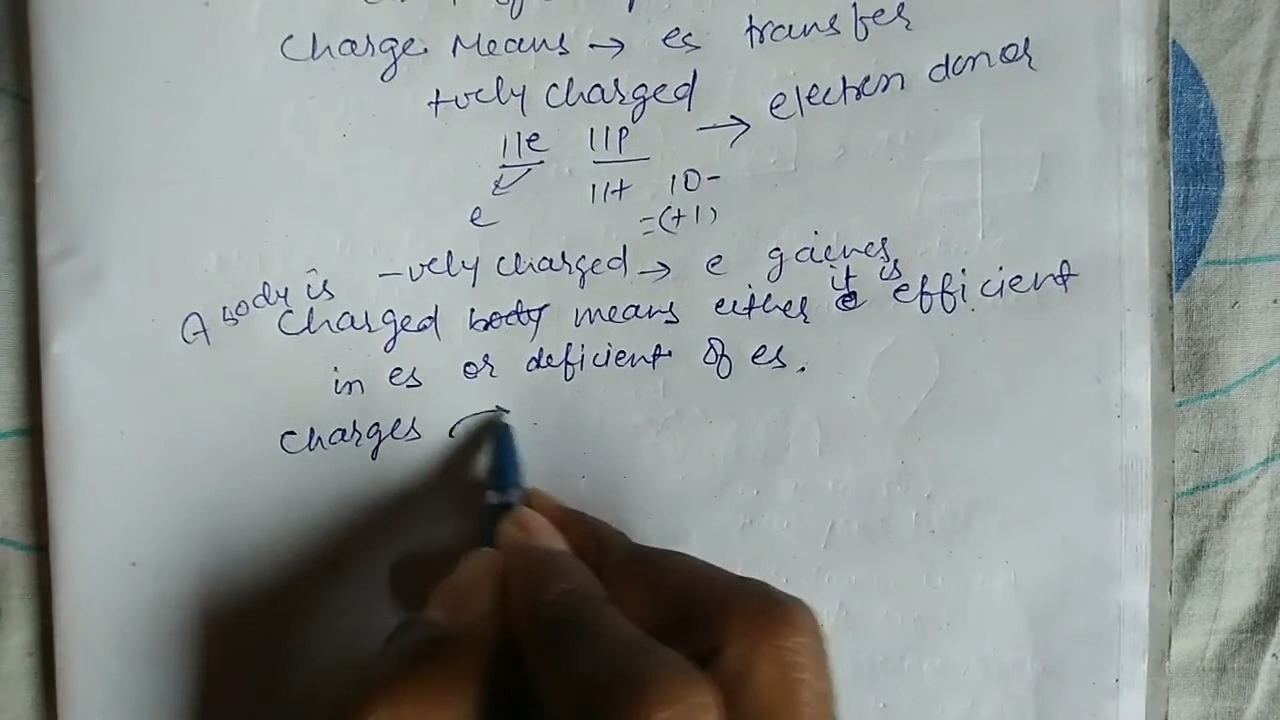 Charge Means → es transfer
+vely charged → electron donor
11e 11p
11+ 10-
e =(+1)
-vely charged → e gaines
A body is charged body means either it is efficient
in es or deficient of es.
charges